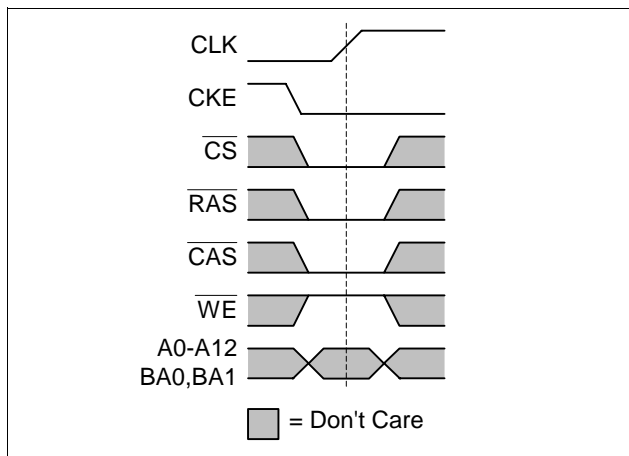 CLK
CKE
CS
RAS
CAS
WE
A0-A12
BA0,BA1
= Don't Care